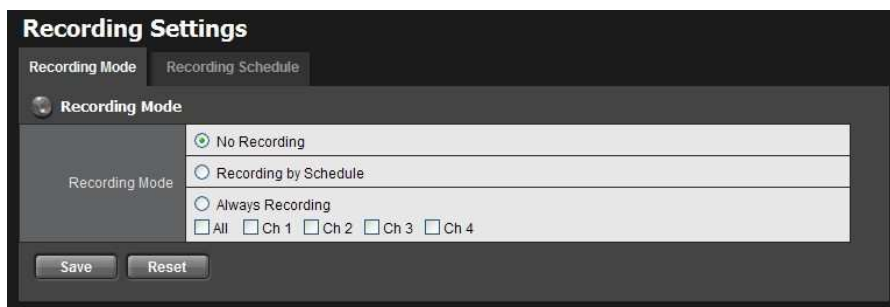 Recording Settings
Recording Mode Recording Schedule
Recording Mode
Recording Mode
No Recording
Recording by Schedule
Always Recording
All Ch 1 Ch 2 Ch 3 Ch 4
Save Reset